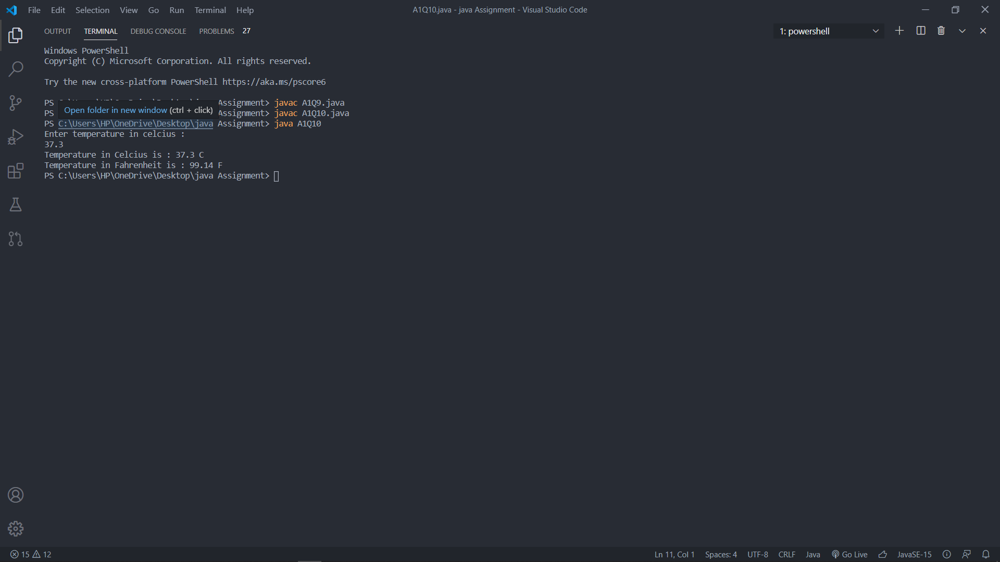 File Edit Selection View Go Run Terminal Help
A1Q10.java - java Assignment - Visual Studio Code
OUTPUT TERMINAL DEBUG CONSOLE PROBLEMS 27
1: powershell
Windows PowerShell
Copyright (C) Microsoft Corporation. All rights reserved.
Try the new cross-platform PowerShell https://aka.ms/pscore6
PS Assignment> javac A1Q9.java
Open folder in new window (ctrl + click)
PS Assignment> javac A1Q10.java
PS C:\Users\HP\OneDrive\Desktop\java Assignment> java A1Q10
Enter temperature in celcius :
37.3
Temperature in Celcius is : 37.3 C
Temperature in Fahrenheit is : 99.14 F
PS C:\Users\HP\OneDrive\Desktop\java Assignment>
15 12 Ln 11, Col 1 Spaces: 4 UTF-8 CRLF Java Go Live JavaSE-15